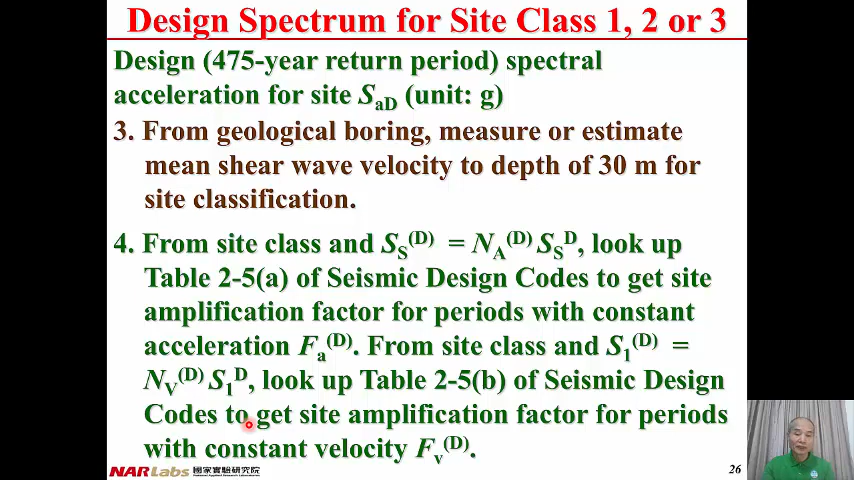 Design Spectrum for Site Class 1, 2 or 3
Design (475-year return period) spectral
acceleration for site SaD (unit: g)
3. From geological boring, measure or estimate
mean shear wave velocity to depth of 30 m for
site classification.
4. From site class and SS(D) = NA(D) SSD, look up
Table 2-5(a) of Seismic Design Codes to get site
amplification factor for periods with constant
acceleration Fa(D). From site class and S1(D) =
NV(D) S1D, look up Table 2-5(b) of Seismic Design
Codes to get site amplification factor for periods
with constant velocity Fv(D).
NARLabs 國家實驗研究院
National Applied Research Laboratories
26